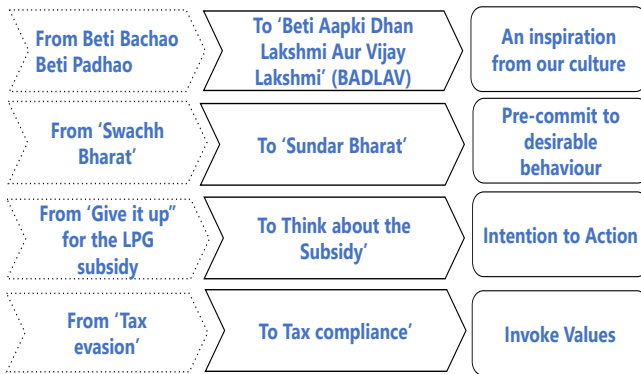 From Beti Bachao
Beti Padhao
To ‘Beti Aapki Dhan
Lakshmi Aur Vijay
Lakshmi’ (BADLAV)
An inspiration
from our culture
From ‘Swachh
Bharat’
To ‘Sundar Bharat’
Pre-commit to
desirable
behaviour
From ‘Give it up”
for the LPG
subsidy
To Think about the
Subsidy’
Intention to Action
From ‘Tax
evasion’
To Tax compliance’
Invoke Values